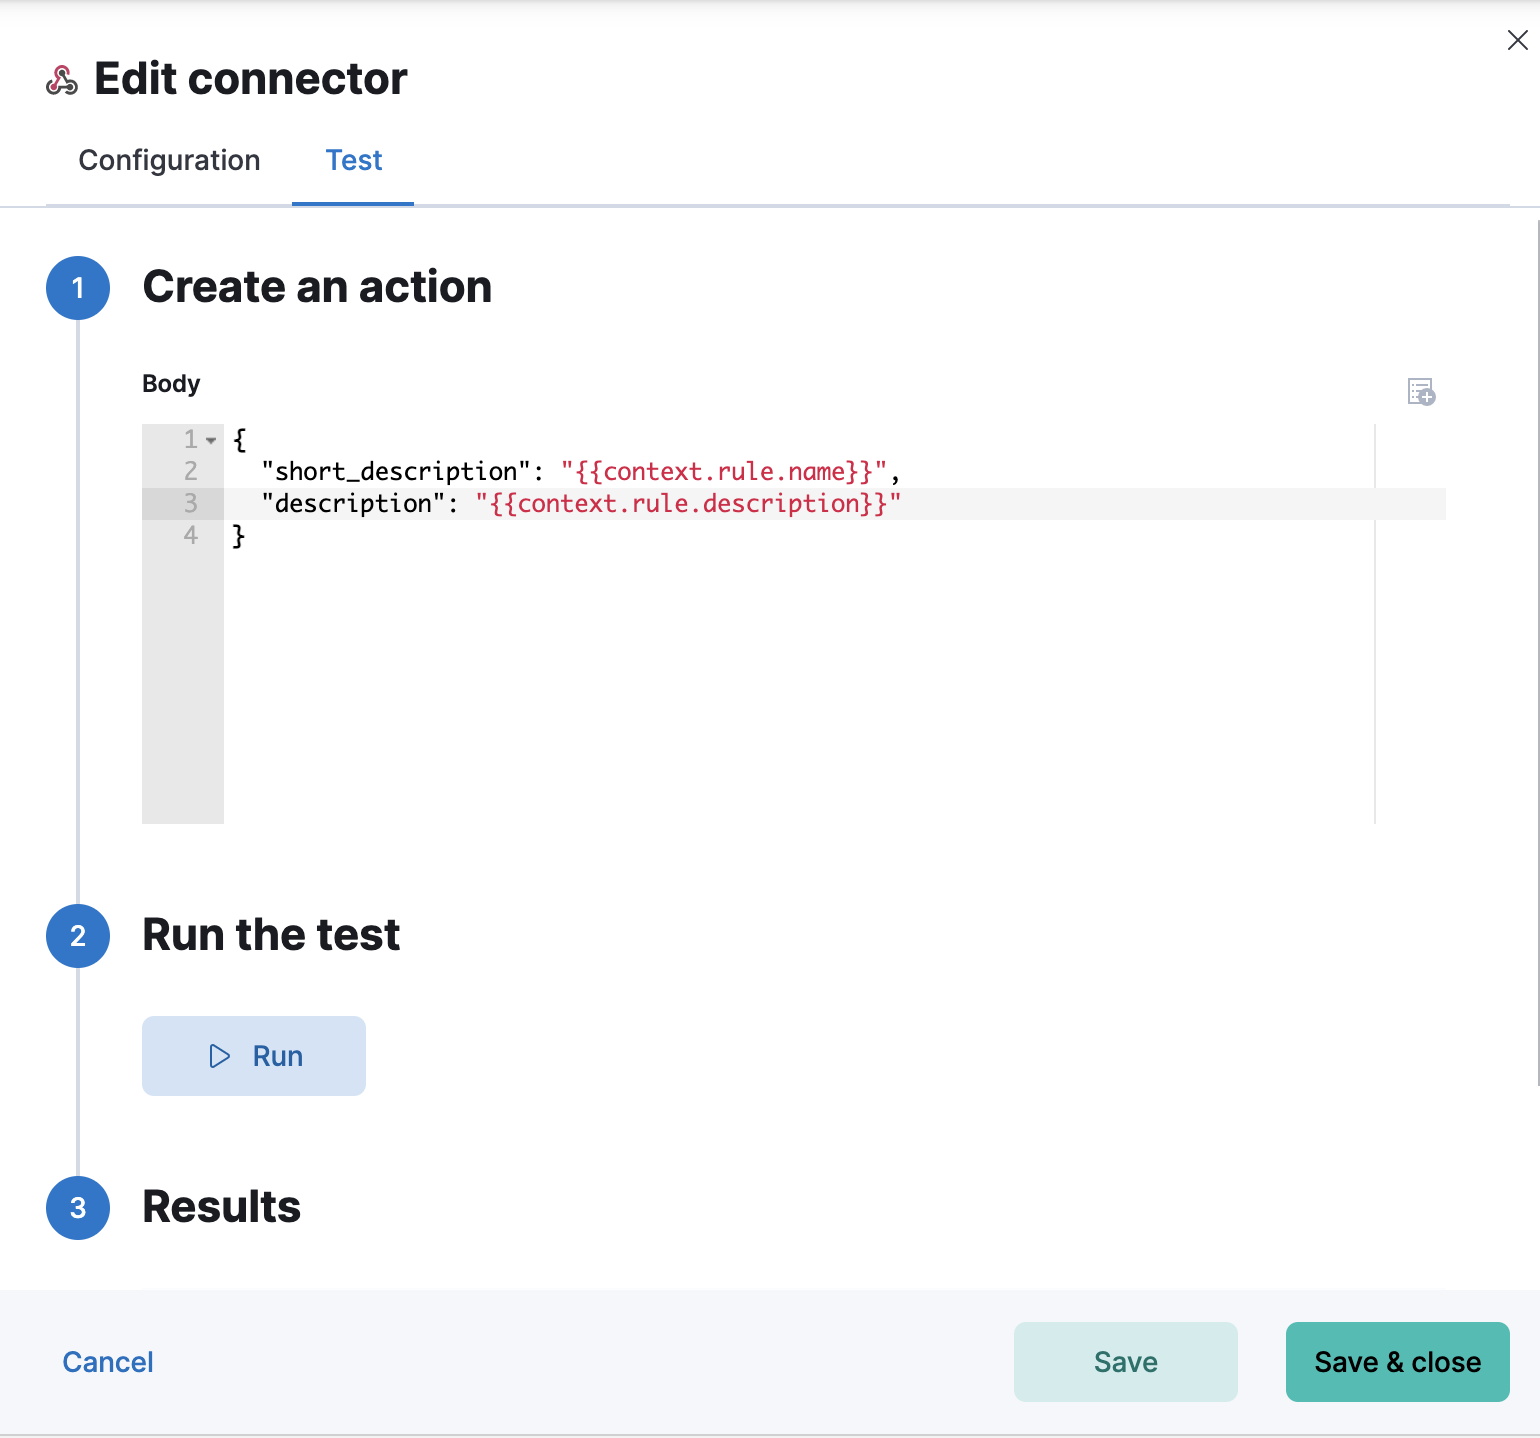 Edit connector
Configuration Test
1 Create an action
Body
1 {
2 "short_description": "{{context.rule.name}}",
3 "description": "{{context.rule.description}}"
4 }
2 Run the test
Run
3 Results
Cancel Save Save & close